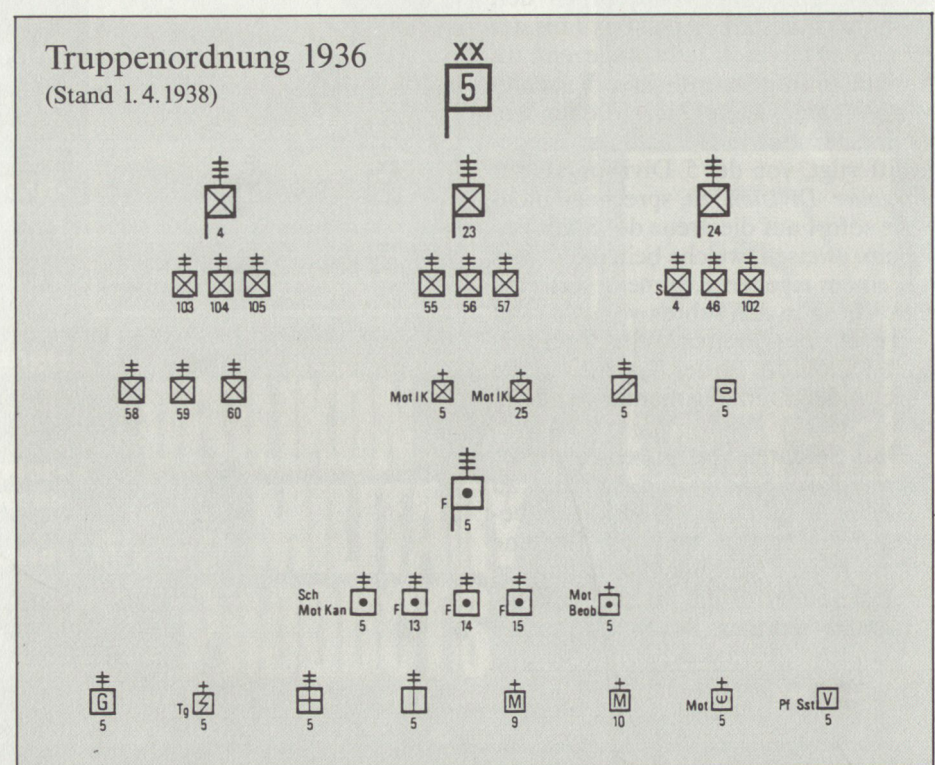 Truppenordnung 1936
(Stand 1.4.1938)
XX
5
4 23 24
103 104 105 55 56 57 S 4 46 102
58 59 60 Mot IK 5 Mot IK 25 5 5
F 5
Sch Mot Kan 5 F 13 F 14 F 15 Mot Beob 5
G 5 Tg 5 5 5 M 9 M 10 Mot 5 Pf Sst V 5